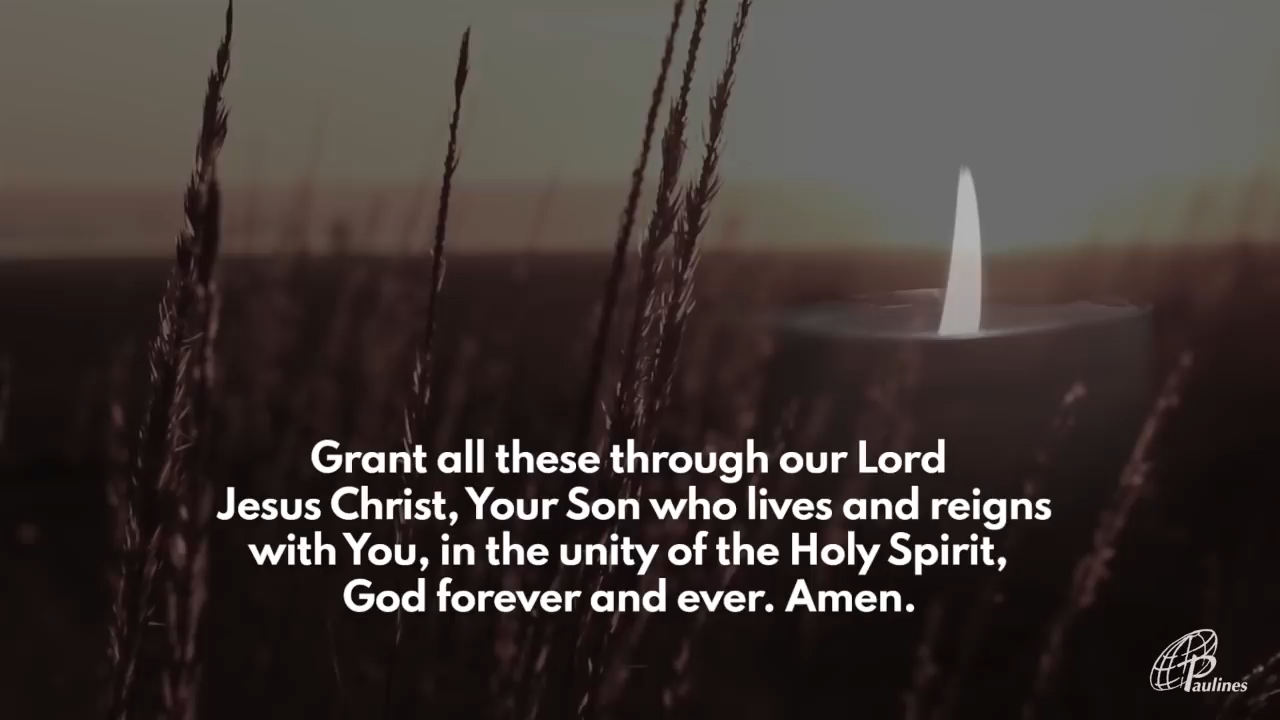 Grant all these through our Lord
Jesus Christ, Your Son who lives and reigns
with You, in the unity of the Holy Spirit,
God forever and ever. Amen.
Paulines